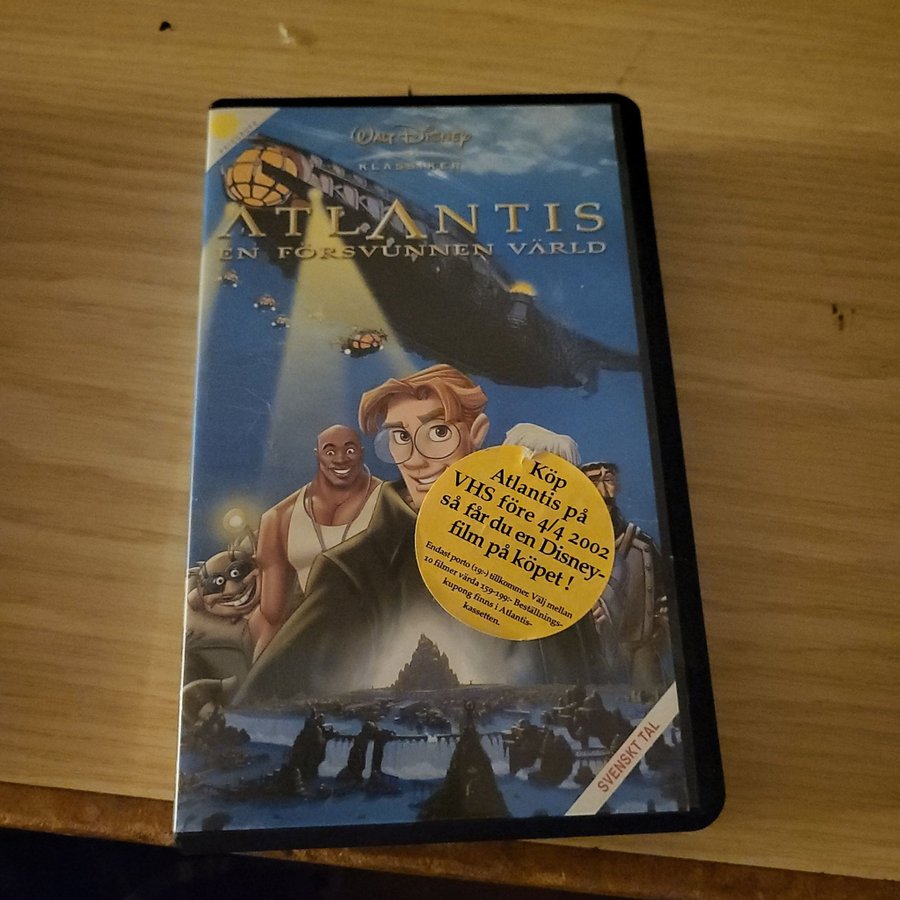 WALT DISNEY
KLASSIKER
ATLANTIS
EN FÖRSVUNNEN VÄRLD
Köp
Atlantis på
VHS före 4/4 2002
så får du en Disney-
film på köpet !
Endast porto (19:-) tillkommer. Välj mellan
10 filmer värda 159-199:- Beställnings-
kupong finns i Atlantis-
kassetten.
SVENSKT TAL